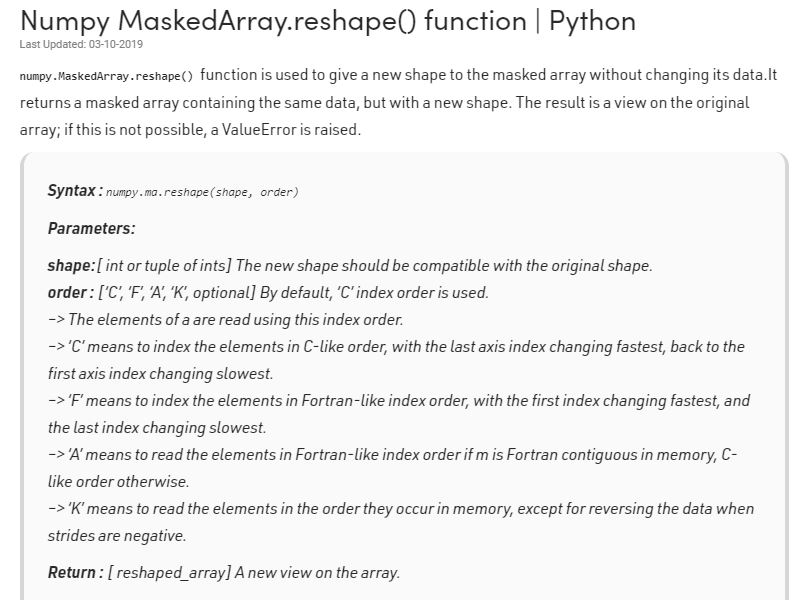 Numpy MaskedArray.reshape() function | Python
Last Updated: 03-10-2019
numpy.MaskedArray.reshape() function is used to give a new shape to the masked array without changing its data.It
returns a masked array containing the same data, but with a new shape. The result is a view on the original
array; if this is not possible, a ValueError is raised.
Syntax : numpy.ma.reshape(shape, order)
Parameters:
shape:[ int or tuple of ints] The new shape should be compatible with the original shape.
order : [‘C’, ‘F’, ‘A’, ‘K’, optional] By default, ‘C’ index order is used.
–> The elements of a are read using this index order.
–> ‘C’ means to index the elements in C-like order, with the last axis index changing fastest, back to the
first axis index changing slowest.
–> ‘F’ means to index the elements in Fortran-like index order, with the first index changing fastest, and
the last index changing slowest.
–> ‘A’ means to read the elements in Fortran-like index order if m is Fortran contiguous in memory, C-
like order otherwise.
–> ‘K’ means to read the elements in the order they occur in memory, except for reversing the data when
strides are negative.
Return : [ reshaped_array] A new view on the array.